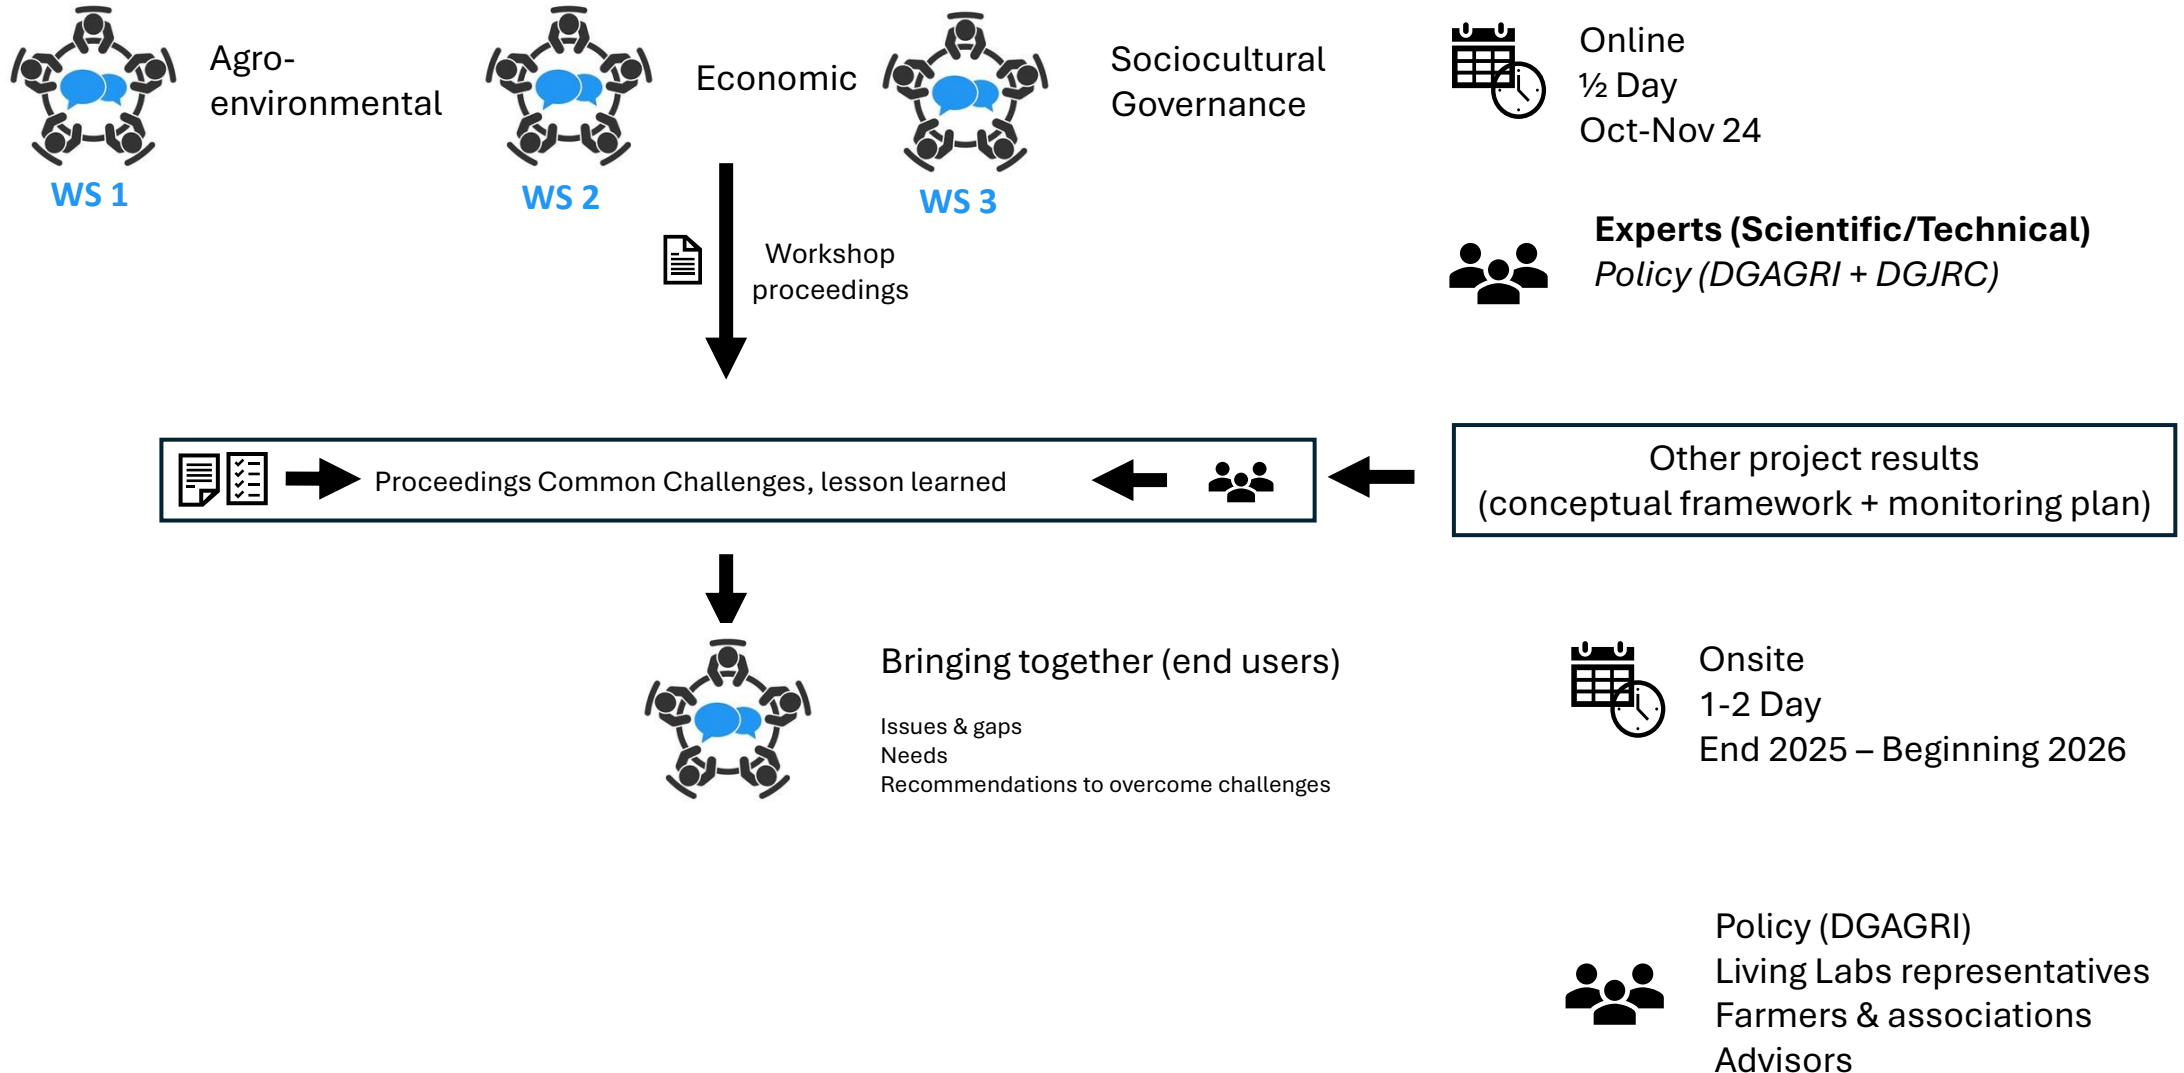 Agro-
environmental
WS 1
Economic
WS 2
Sociocultural
Governance
WS 3
Online
½ Day
Oct-Nov 24
Workshop
proceedings
Experts (Scientific/Technical)
Policy (DGAGRI + DGJRC)
Proceedings Common Challenges, lesson learned
Other project results
(conceptual framework + monitoring plan)
Bringing together (end users)
Issues & gaps
Needs
Recommendations to overcome challenges
Onsite
1-2 Day
End 2025 – Beginning 2026
Policy (DGAGRI)
Living Labs representatives
Farmers & associations
Advisors